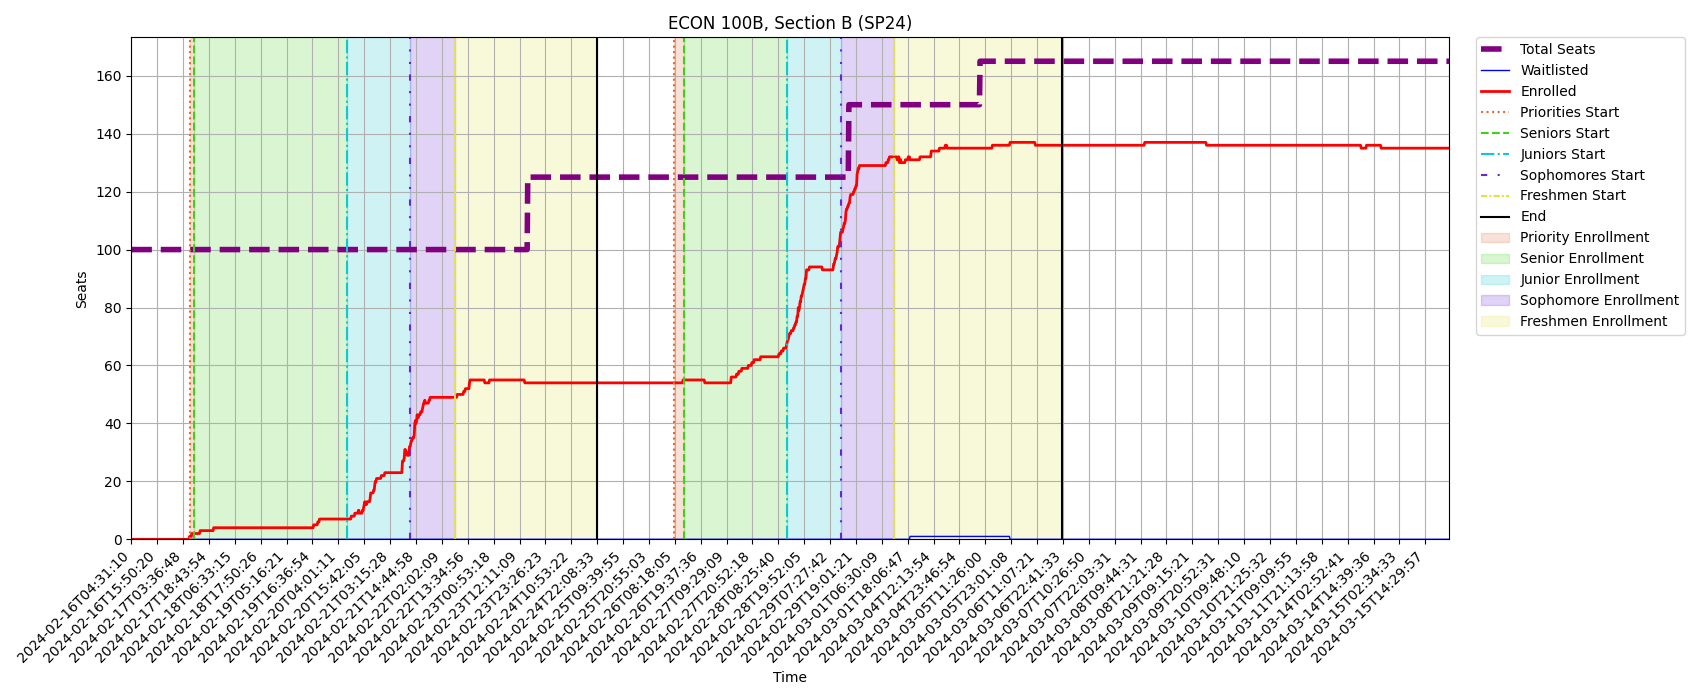 ECON 100B, Section B (SP24)
Seats
160
140
120
100
80
60
40
20
0
2024-02-16T04:31:10
2024-02-16T15:50:20
2024-02-17T03:36:48
2024-02-17T18:43:54
2024-02-18T06:33:15
2024-02-18T17:50:26
2024-02-19T05:16:21
2024-02-19T16:36:54
2024-02-20T04:01:11
2024-02-20T15:42:05
2024-02-21T03:15:28
2024-02-21T14:44:58
2024-02-22T02:02:09
2024-02-22T13:34:56
2024-02-23T00:53:18
2024-02-23T12:11:09
2024-02-23T23:26:23
2024-02-24T10:53:22
2024-02-24T22:08:33
2024-02-25T09:39:55
2024-02-25T20:55:03
2024-02-26T08:18:05
2024-02-26T19:37:36
2024-02-27T09:29:09
2024-02-27T20:52:18
2024-02-28T08:25:40
2024-02-28T19:52:05
2024-02-29T07:27:42
2024-02-29T19:01:21
2024-03-01T06:30:09
2024-03-01T18:06:47
2024-03-04T12:13:54
2024-03-04T23:46:54
2024-03-05T11:26:00
2024-03-05T23:01:08
2024-03-06T11:07:21
2024-03-06T22:41:33
2024-03-07T10:26:50
2024-03-07T22:03:31
2024-03-08T09:44:31
2024-03-08T21:21:28
2024-03-09T09:15:21
2024-03-09T20:52:31
2024-03-10T09:48:10
2024-03-10T21:25:32
2024-03-11T09:09:55
2024-03-11T21:13:58
2024-03-14T02:52:41
2024-03-14T14:39:36
2024-03-15T02:34:33
2024-03-15T14:29:57
Time
Total Seats
Waitlisted
Enrolled
Priorities Start
Seniors Start
Juniors Start
Sophomores Start
Freshmen Start
End
Priority Enrollment
Senior Enrollment
Junior Enrollment
Sophomore Enrollment
Freshmen Enrollment